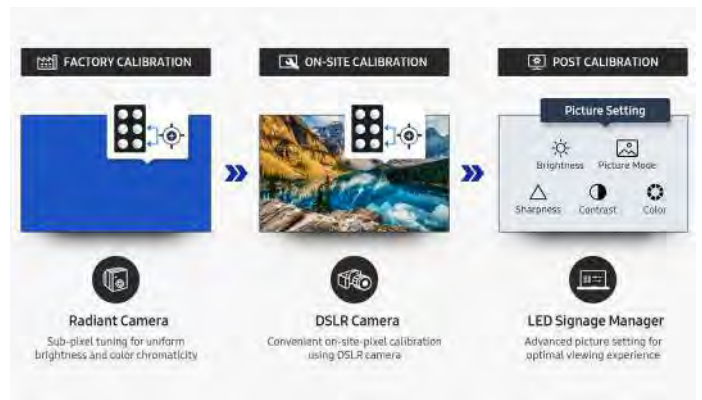 FACTORY CALIBRATION
ON-SITE CALIBRATION
POST CALIBRATION
Picture Setting
Brightness
Picture Mode
Sharpness
Contrast
Color
Radiant Camera
Sub-pixel tuning for uniform
brightness and color chromaticity
DSLR Camera
Convenient on-site-pixel calibration
using DSLR camera
LED Signage Manager
Advanced picture setting for
optimal viewing experience